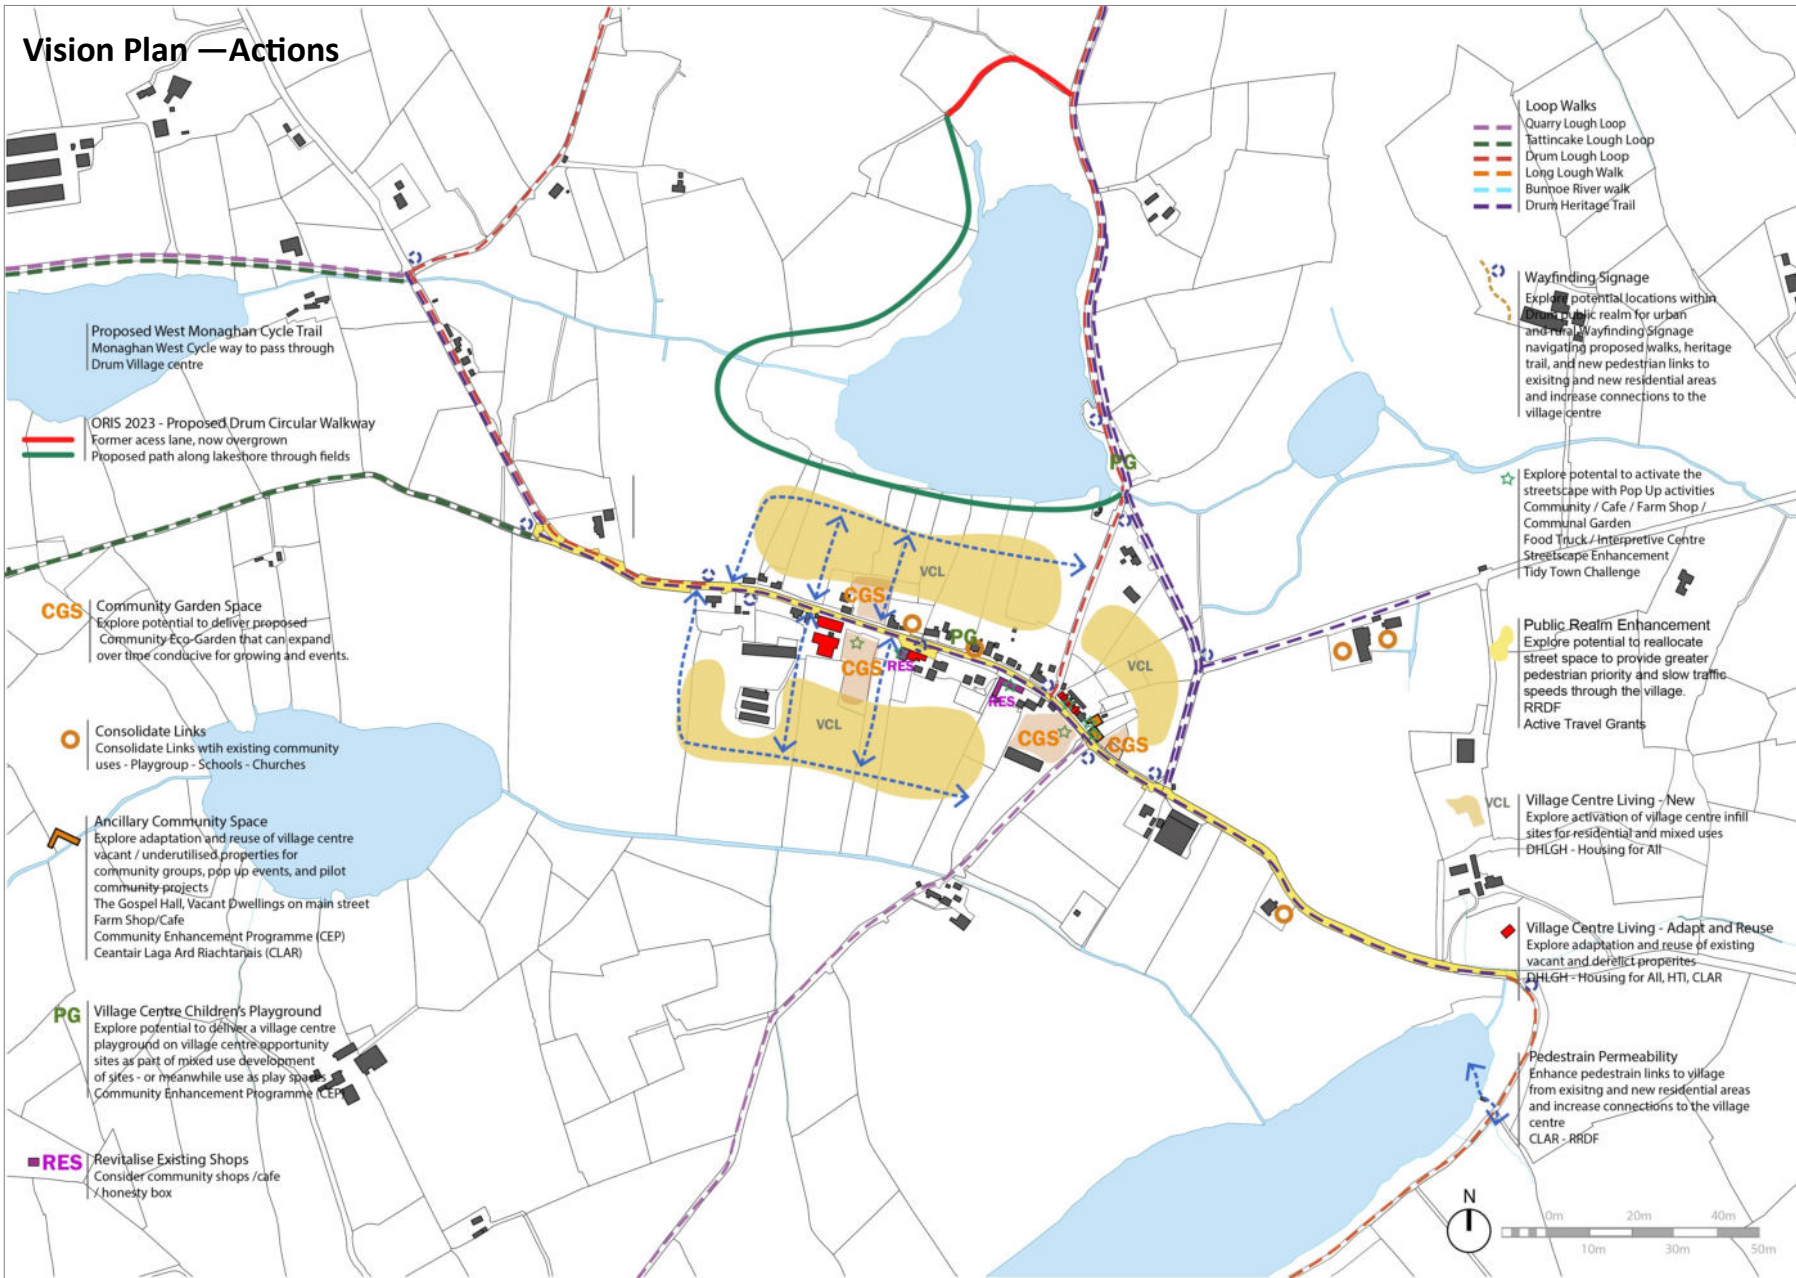 Vision Plan —Actions
Proposed West Monaghan Cycle Trail
Monaghan West Cycle way to pass through
Drum Village centre
ORIS 2023 - Proposed Drum Circular Walkway
Former acess lane, now overgrown
Proposed path along lakeshore through fields
CGS
Community Garden Space
Explore potential to deliver proposed
Community Eco-Garden that can expand
over time conducive for growing and events.
Consolidate Links
Consolidate Links wtih existing community
uses - Playgroup - Schools - Churches
Ancillary Community Space
Explore adaptation and reuse of village centre
vacant / underutilised properties for
community groups, pop up events, and pilot
community projects
The Gospel Hall, Vacant Dwellings on main street
Farm Shop/Cafe
Community Enhancement Programme (CEP)
Ceantair Laga Ard Riachtanais (CLAR)
PG
Village Centre Children's Playground
Explore potential to deliver a village centre
playground on village centre opportunity
sites as part of mixed use development
of sites - or meanwhile use as play spaces
Community Enhancement Programme (CEP)
RES
Revitalise Existing Shops
Consider community shops /cafe
/ honesty box
PG
VCL
CGS
PG
CGS
RES
VCL
VCL
RES
CGS
CGS
Loop Walks
Quarry Lough Loop
Tattincake Lough Loop
Drum Lough Loop
Long Lough Walk
Bunnoe River walk
Drum Heritage Trail
Wayfinding Signage
Explore potential locations within
Drum public realm for urban
and rural Wayfinding Signage
navigating proposed walks, heritage
trail, and new pedestrian links to
exisitng and new residential areas
and increase connections to the
village centre
Explore potental to activate the
streetscape with Pop Up activities
Community / Cafe / Farm Shop /
Communal Garden
Food Truck / Interpretive Centre
Streetscape Enhancement
Tidy Town Challenge
Public Realm Enhancement
Explore potential to reallocate
street space to provide greater
pedestrian priority and slow traffic
speeds through the village.
RRDF
Active Travel Grants
VCL
Village Centre Living - New
Explore activation of village centre infill
sites for residential and mixed uses
DHLGH - Housing for All
Village Centre Living - Adapt and Reuse
Explore adaptation and reuse of existing
vacant and derelict properites
DHLGH - Housing for All, HTI, CLAR
Pedestrain Permeability
Enhance pedestrain links to village
from exisitng and new residential areas
and increase connections to the village
centre
CLAR - RRDF
N
0m 20m 40m
10m 30m 50m